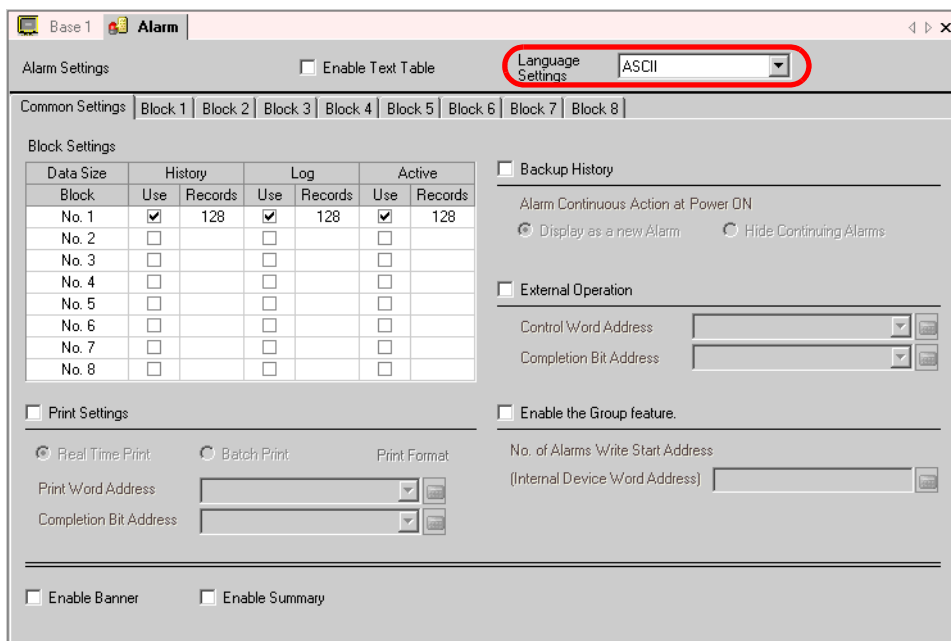 Base 1 Alarm
Alarm Settings Enable Text Table Language Settings ASCII
Common Settings Block 1 Block 2 Block 3 Block 4 Block 5 Block 6 Block 7 Block 8
Block Settings
Data Size History Log Active
Block Use Records Use Records Use Records
No. 1 128 128 128
No. 2
No. 3
No. 4
No. 5
No. 6
No. 7
No. 8
Backup History
Alarm Continuous Action at Power ON
Display as a new Alarm Hide Continuing Alarms
External Operation
Control Word Address
Completion Bit Address
Print Settings
Real Time Print Batch Print Print Format
Print Word Address
Completion Bit Address
Enable the Group feature.
No. of Alarms Write Start Address
(Internal Device Word Address)
Enable Banner Enable Summary